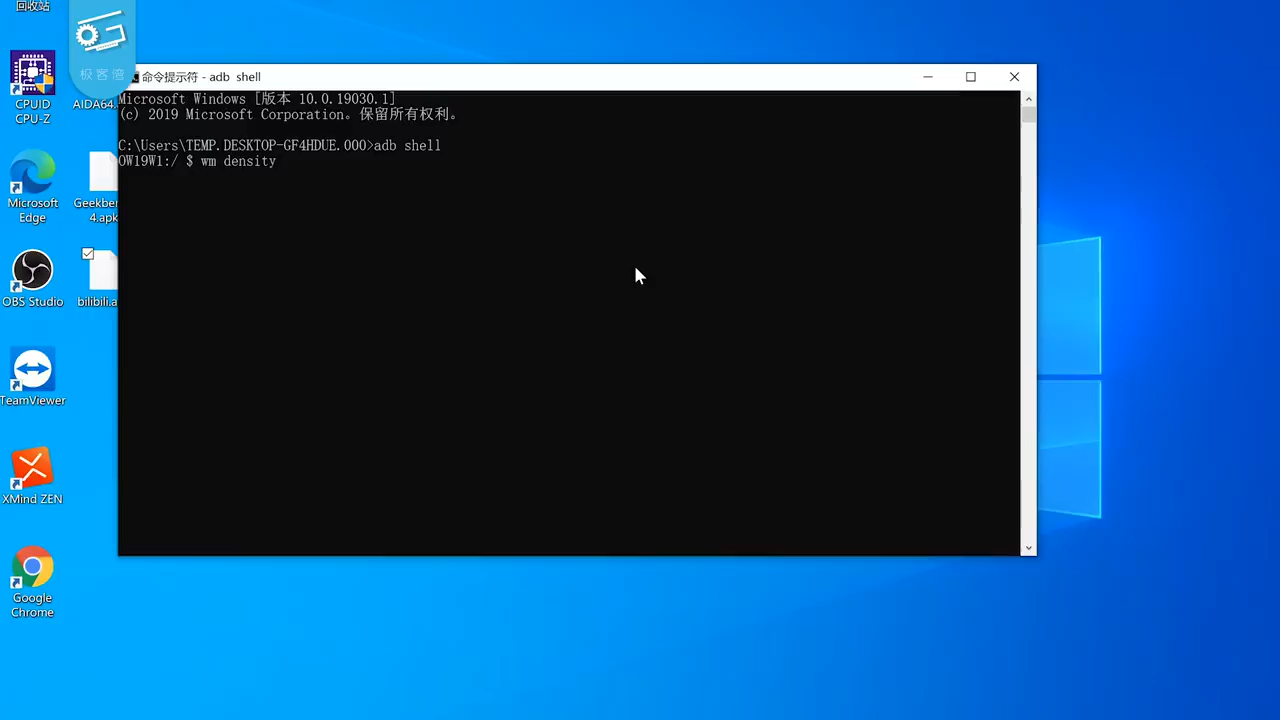 回收站
极客湾
CPUID
CPU-Z
AIDA64.
Microsoft
Edge
Geekben
4.apk
OBS Studio
bilibili.a
TeamViewer
XMind ZEN
Google
Chrome
命令提示符 - adb shell
Microsoft Windows [版本 10.0.19030.1]
(c) 2019 Microsoft Corporation。保留所有权利。
C:\Users\TEMP.DESKTOP-GF4HDUE.000>adb shell
OW19W1:/ $ wm density